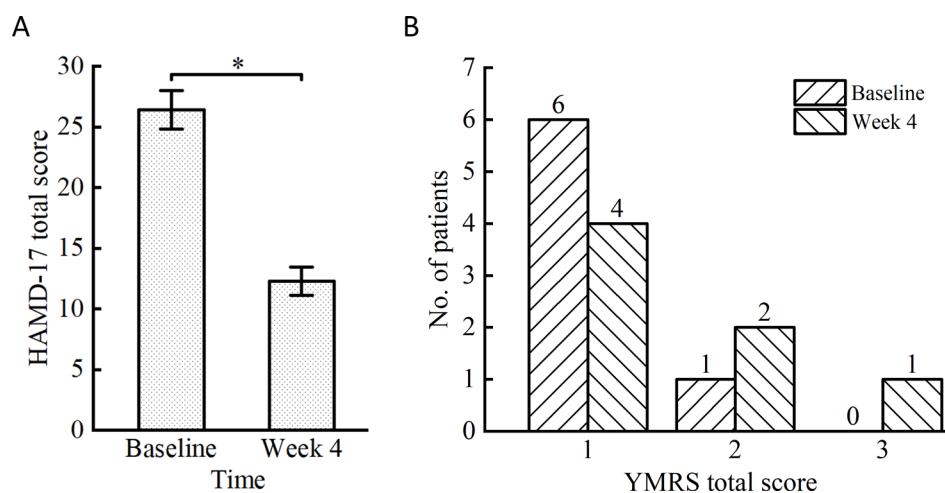 A
HAMD-17 total score
30
25
20
15
10
5
0
*
Baseline
Week 4
Time
B
No. of patients
7
6
5
4
3
2
1
0
Baseline
Week 4
6
4
1
2
0
1
1
2
3
YMRS total score